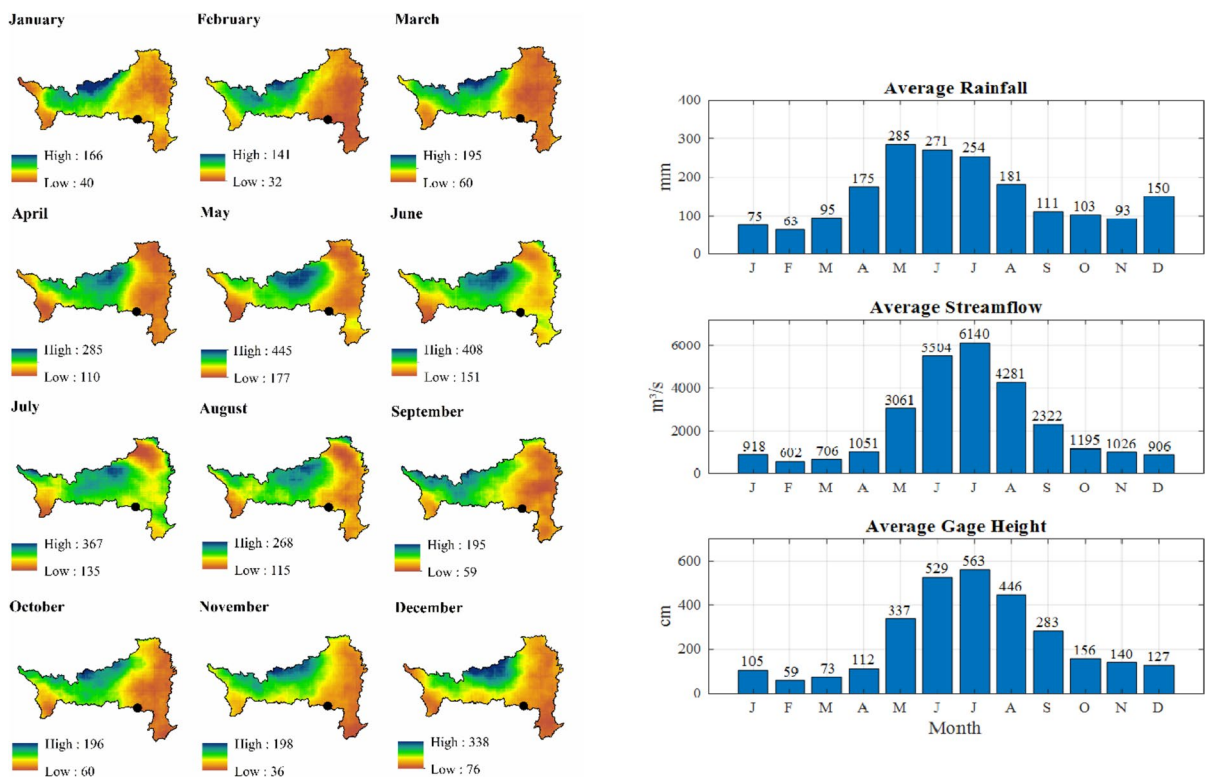 January
High : 166
Low : 40
February
High : 141
Low : 32
March
High : 195
Low : 60
April
High : 285
Low : 110
May
High : 445
Low : 177
June
High : 408
Low : 151
July
High : 367
Low : 135
August
High : 268
Low : 115
September
High : 195
Low : 59
October
High : 196
Low : 60
November
High : 198
Low : 36
December
High : 338
Low : 76
Average Rainfall
mm
400
300
200
100
0
75 63 95 175 285 271 254 181 111 103 93 150
J F M A M J J A S O N D
Average Streamflow
m³/s
6000
4000
2000
0
918 602 706 1051 3061 5504 6140 4281 2322 1195 1026 906
J F M A M J J A S O N D
Average Gage Height
cm
600
400
200
0
105 59 73 112 337 529 563 446 283 156 140 127
J F M A M J J A S O N D
Month